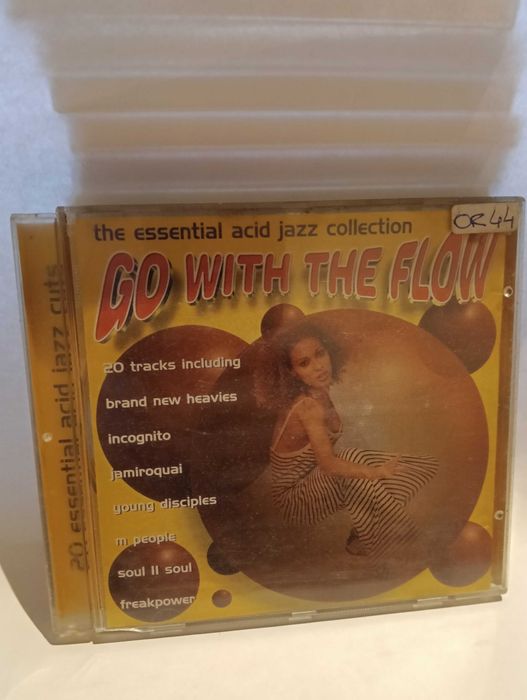 the essential acid jazz collection
OR44
GO WITH THE FLOW
20 tracks including
brand new heavies
incognito
jamiroquai
young disciples
m people
soul II soul
freakpower
20 essential acid jazz cuts